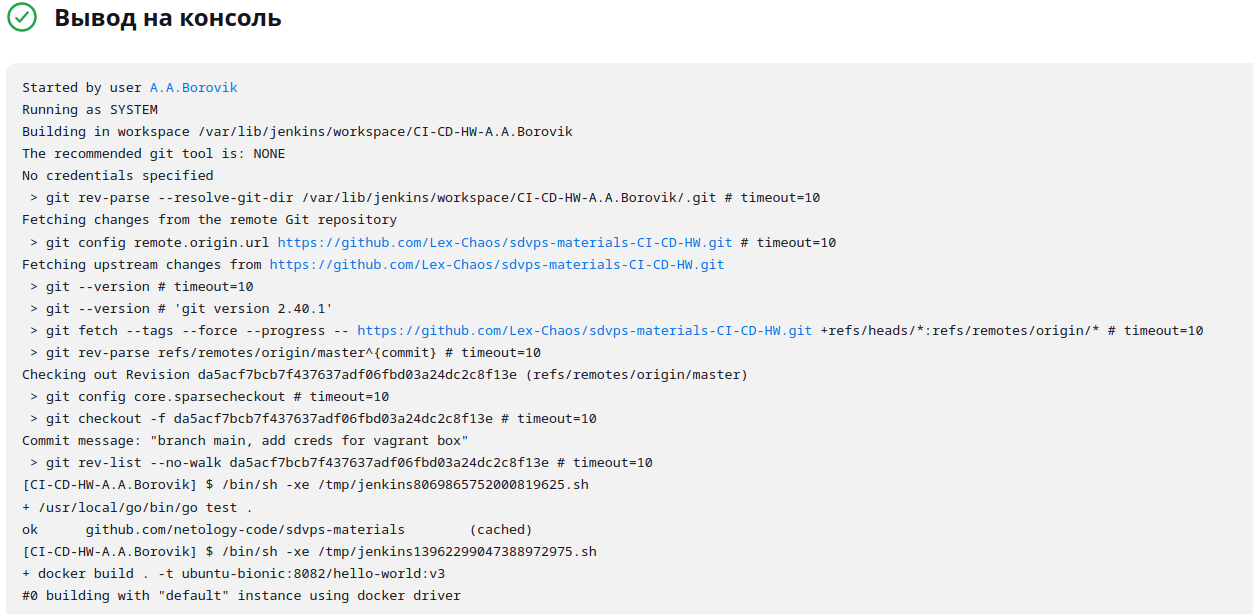 Вывод на консоль
Started by user A.A.Borovik
Running as SYSTEM
Building in workspace /var/lib/jenkins/workspace/CI-CD-HW-A.A.Borovik
The recommended git tool is: NONE
No credentials specified
 > git rev-parse --resolve-git-dir /var/lib/jenkins/workspace/CI-CD-HW-A.A.Borovik/.git # timeout=10
Fetching changes from the remote Git repository
 > git config remote.origin.url https://github.com/Lex-Chaos/sdvps-materials-CI-CD-HW.git # timeout=10
Fetching upstream changes from https://github.com/Lex-Chaos/sdvps-materials-CI-CD-HW.git
 > git --version # timeout=10
 > git --version # 'git version 2.40.1'
 > git fetch --tags --force --progress -- https://github.com/Lex-Chaos/sdvps-materials-CI-CD-HW.git +refs/heads/*:refs/remotes/origin/* # timeout=10
 > git rev-parse refs/remotes/origin/master^{commit} # timeout=10
Checking out Revision da5acf7bcb7f437637adf06fbd03a24dc2c8f13e (refs/remotes/origin/master)
 > git config core.sparsecheckout # timeout=10
 > git checkout -f da5acf7bcb7f437637adf06fbd03a24dc2c8f13e # timeout=10
Commit message: "branch main, add creds for vagrant box"
 > git rev-list --no-walk da5acf7bcb7f437637adf06fbd03a24dc2c8f13e # timeout=10
[CI-CD-HW-A.A.Borovik] $ /bin/sh -xe /tmp/jenkins8069865752000819625.sh
+ /usr/local/go/bin/go test .
ok      github.com/netology-code/sdvps-materials        (cached)
[CI-CD-HW-A.A.Borovik] $ /bin/sh -xe /tmp/jenkins13962299047388972975.sh
+ docker build . -t ubuntu-bionic:8082/hello-world:v3
#0 building with "default" instance using docker driver